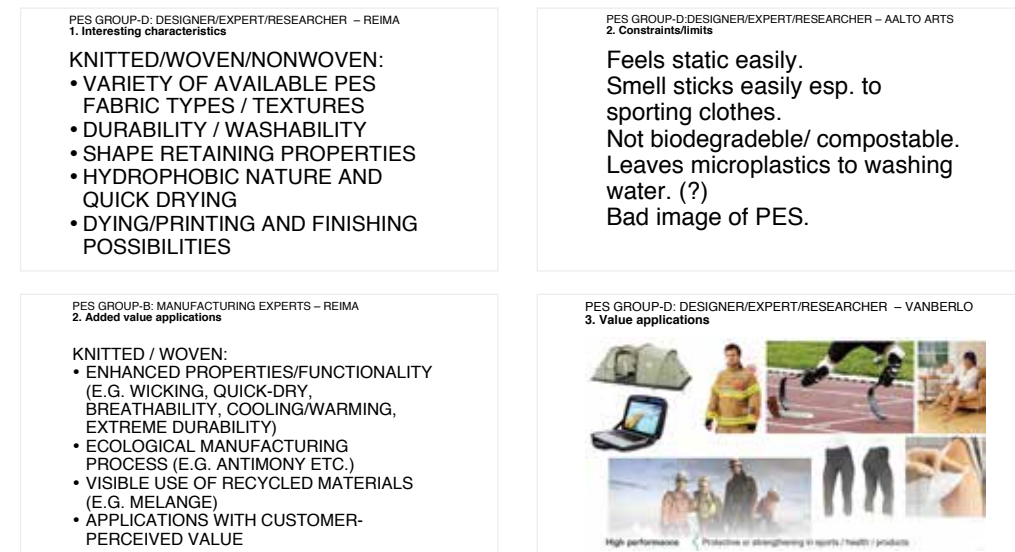 PES GROUP-D: DESIGNER/EXPERT/RESEARCHER – REIMA
1. Interesting characteristics
KNITTED/WOVEN/NONWOVEN:
• VARIETY OF AVAILABLE PES
FABRIC TYPES / TEXTURES
• DURABILITY / WASHABILITY
• SHAPE RETAINING PROPERTIES
• HYDROPHOBIC NATURE AND
QUICK DRYING
• DYING/PRINTING AND FINISHING
POSSIBILITIES
PES GROUP-D:DESIGNER/EXPERT/RESEARCHER – AALTO ARTS
2. Constraints/limits
Feels static easily.
Smell sticks easily esp. to
sporting clothes.
Not biodegradeble/ compostable.
Leaves microplastics to washing
water. (?)
Bad image of PES.
PES GROUP-B: MANUFACTURING EXPERTS – REIMA
2. Added value applications
KNITTED / WOVEN:
• ENHANCED PROPERTIES/FUNCTIONALITY
(E.G. WICKING, QUICK-DRY,
BREATHABILITY, COOLING/WARMING,
EXTREME DURABILITY)
• ECOLOGICAL MANUFACTURING
PROCESS (E.G. ANTIMONY ETC.)
• VISIBLE USE OF RECYCLED MATERIALS
(E.G. MELANGE)
• APPLICATIONS WITH CUSTOMER-
PERCEIVED VALUE
PES GROUP-D: DESIGNER/EXPERT/RESEARCHER – VANBERLO
3. Value applications
High performance Protective or strengthening in sports / health / products